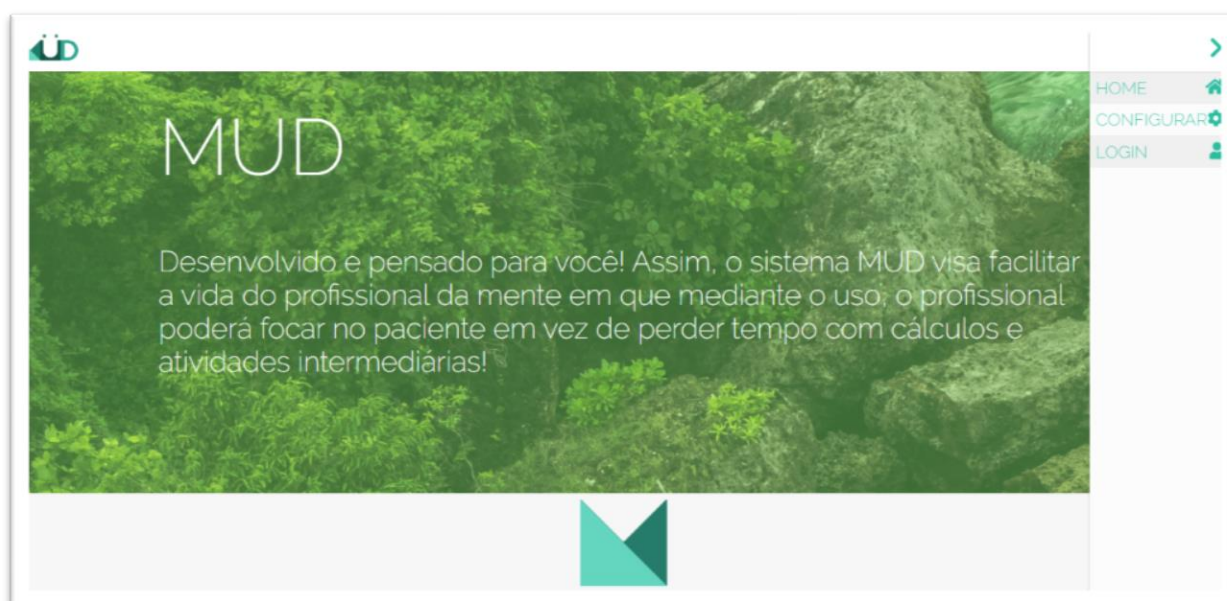 ÜD
HOME
CONFIGURAR
LOGIN
MUD
Desenvolvido e pensado para você! Assim, o sistema MUD visa facilitar
a vida do profissional da mente em que mediante o uso, o profissional
poderá focar no paciente em vez de perder tempo com cálculos e
atividades intermediárias!